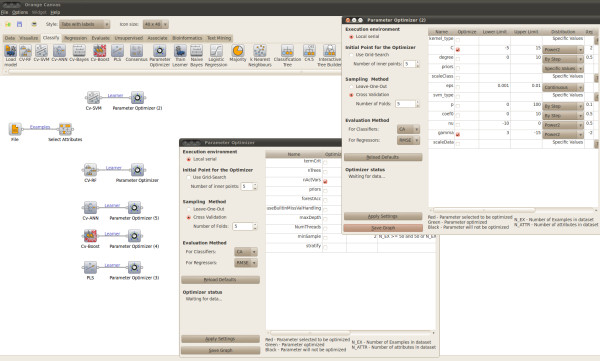 Orange Canvas
File Options Widget Help
Style: Tabs with labels Icon size: 48 x 48
Data Visualize Classify Regression Evaluate Unsupervised Associate Bioinformatics Text Mining
Load model CV-RF CV-SVM Cv-ANN Cv-Bayes Cv-Boost PLS Consensus Parameter Optimizer Train Learner Naive Bayes Logistic Regression Majority k Nearest Neighbours Classification Tree C4.5 Interactive Tree Builder
Cv-SVM Learner Parameter Optimizer (2)
File Examples Select Attributes
Cv-RF Learner Parameter Optimizer
Cv-ANN Learner Parameter Optimizer (5)
Cv-Boost Learner Parameter Optimizer (4)
PLS Learner Parameter Optimizer (3)
Parameter Optimizer
Execution environment
Local serial
Initial Point for the Optimizer
Use Grid-Search
Number of inner points: 5
Sampling Method
Leave-One-Out
Cross Validation
Number of Folds: 5
Evaluation Method
For Classifiers: CA
For Regressors: RMSE
Reload Defaults
Optimizer status
Waiting for data...
Apply Settings
Save Graph
Name
termCrit
nTrees
nActVars
priors
forestAcc
useBuiltInMissValHandling
maxDepth
NumThreads
minSample
stratify
Red - Parameter selected to be optimized
Green - Parameter optimized
Black - Parameter will not be optimized
N_EX - Number of Examples in dataset
N_ATTR - Number of attributes in dataset
Parameter Optimizer (2)
Execution environment
Local serial
Initial Point for the Optimizer
Use Grid-Search
Number of inner points: 5
Sampling Method
Leave-One-Out
Cross Validation
Number of Folds: 5
Evaluation Method
For Classifiers: CA
For Regressors: RMSE
Reload Defaults
Optimizer status
Waiting for data...
Apply Settings
Save Graph
Name Optimize Lower Limit Upper Limit Distribution
kernel_type Specific Values
C -5 15 Power2 2
degree 0 10 By Step 0.5
priors Specific Values
scaleClass Specific Values
eps 0.001 0.01 Continuous
svm_type Specific Values
p 0 100 By Step 0.1
coef0 0 10 By Step 0.5
nu -10 0 Power2
gamma 3 -15 Power2 -2
scaleData Specific Values
Red - Parameter selected to be optimized
Green - Parameter optimized
Black - Parameter will not be optimized
N_EX - Number of Examples in dataset
N_ATTR - Number of attributes in dataset